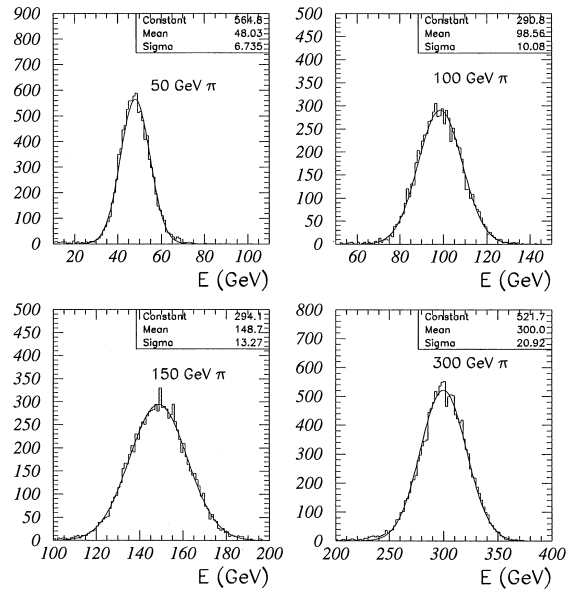 Constant 564.8
Mean 48.03
Sigma 6.735
50 GeV π
900
800
700
600
500
400
300
200
100
0
20 40 60 80 100
E (GeV)
Constant 290.8
Mean 98.56
Sigma 10.08
100 GeV π
500
450
400
350
300
250
200
150
100
50
0
60 80 100 120 140
E (GeV)
Constant 294.1
Mean 148.7
Sigma 13.27
150 GeV π
500
450
400
350
300
250
200
150
100
50
0
100 120 140 160 180 200
E (GeV)
Constant 521.7
Mean 300.0
Sigma 20.92
300 GeV π
800
700
600
500
400
300
200
100
0
200 250 300 350 400
E (GeV)